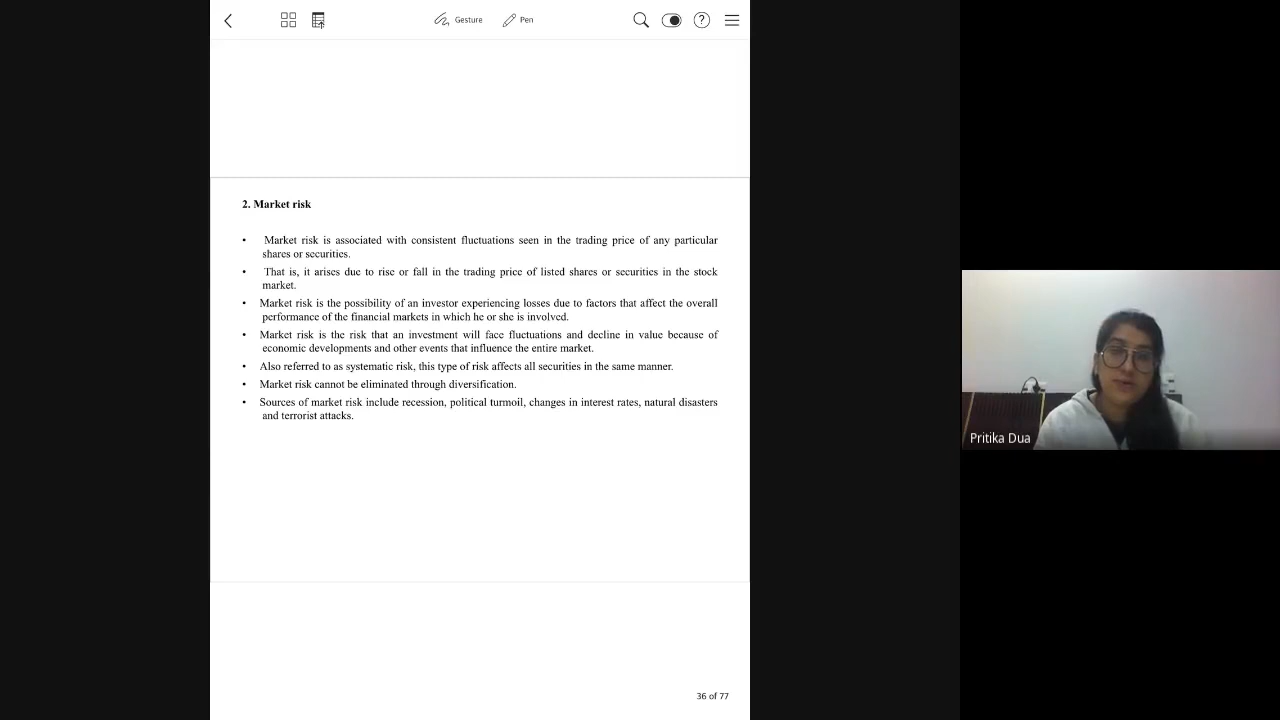 Gesture
Pen
2. Market risk
• Market risk is associated with consistent fluctuations seen in the trading price of any particular
shares or securities.
• That is, it arises due to rise or fall in the trading price of listed shares or securities in the stock
market.
• Market risk is the possibility of an investor experiencing losses due to factors that affect the overall
performance of the financial markets in which he or she is involved.
• Market risk is the risk that an investment will face fluctuations and decline in value because of
economic developments and other events that influence the entire market.
• Also referred to as systematic risk, this type of risk affects all securities in the same manner.
• Market risk cannot be eliminated through diversification.
• Sources of market risk include recession, political turmoil, changes in interest rates, natural disasters
and terrorist attacks.
36 of 77
Pritika Dua